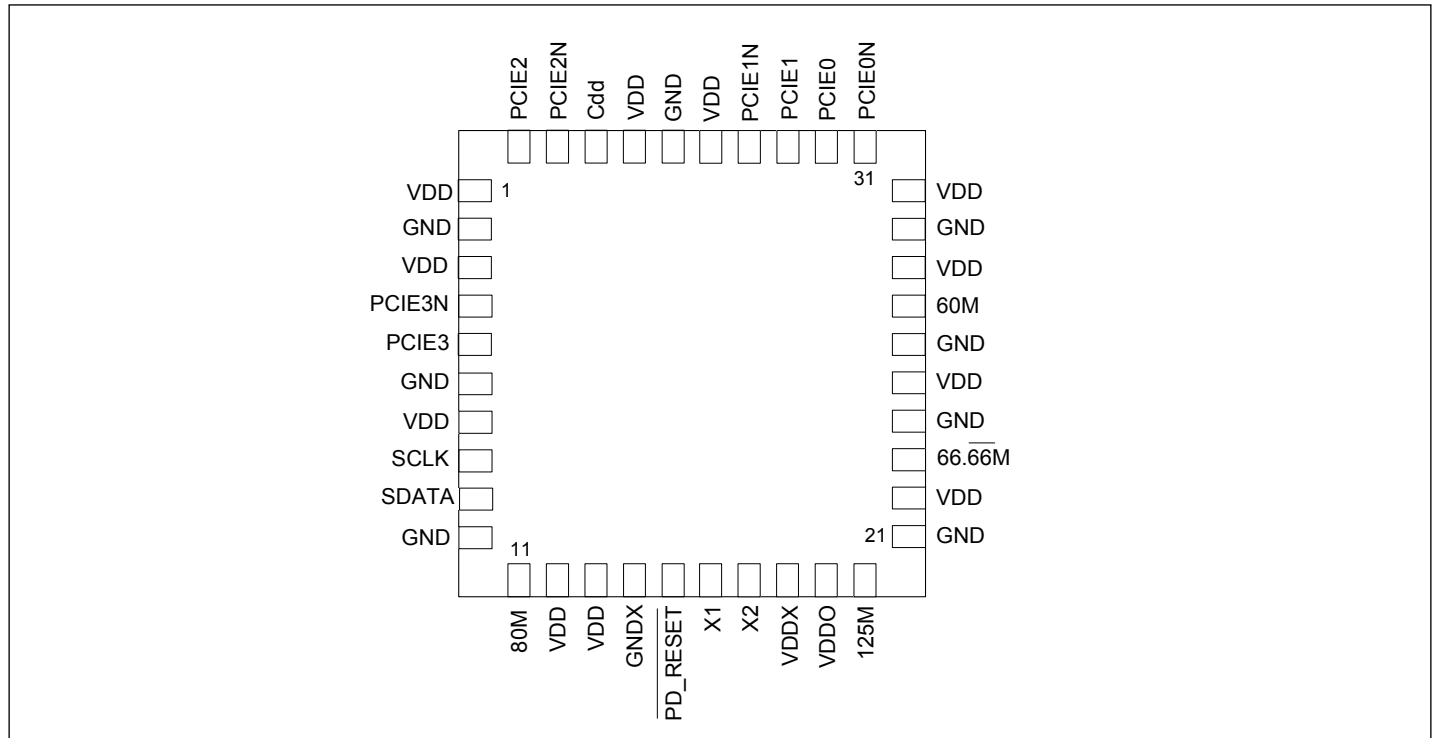 PCIE2
PCIE2N
Cdd
VDD
GND
VDD
PCIE1N
PCIE1
PCIE0
PCIE0N
31
1
VDD
GND
VDD
PCIE3N
PCIE3
GND
VDD
SCLK
SDATA
GND
VDD
GND
VDD
60M
GND
VDD
GND
66.6̅6̅M
VDD
21 GND
11
80M
VDD
VDD
GNDX
P̅D̅_̅R̅E̅S̅E̅T̅
X1
X2
VDDX
VDDO
125M